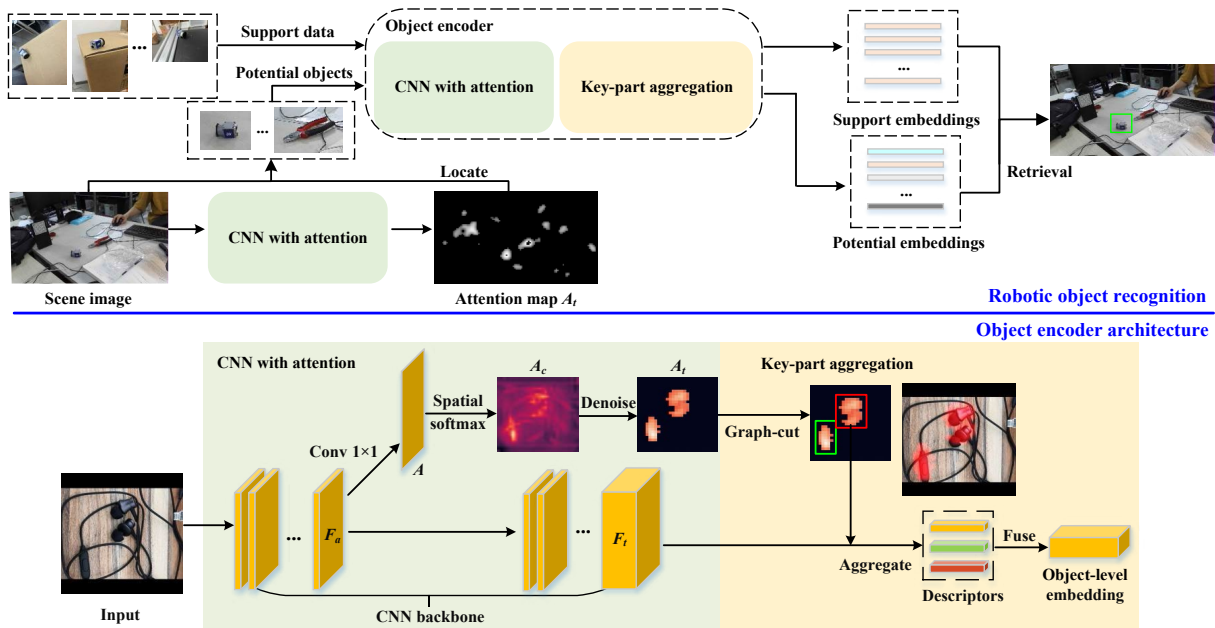 Object encoder
Support data
Potential objects
CNN with attention
Key-part aggregation
...
...
...
Support embeddings
Retrieval
...
Potential embeddings
Locate
CNN with attention
Scene image
Attention map A_t
Robotic object recognition
Object encoder architecture
CNN with attention
Key-part aggregation
A_c
A_t
Spatial
softmax
Denoise
Graph-cut
Conv 1×1
A
F_a
...
...
F_t
Aggregate
Fuse
Input
CNN backbone
Descriptors
Object-level
embedding